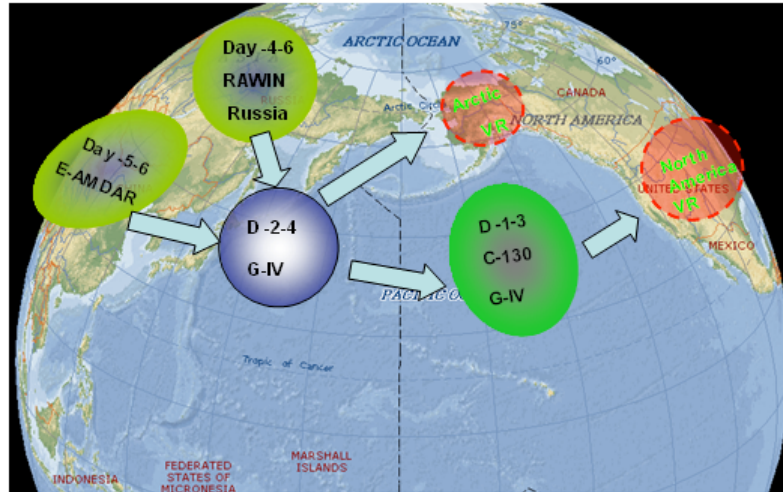 ARCTIC OCEAN
75°
60°
Day -4-6
RAWIN
Russia
Arctic Circ
CANADA
Arctic
VR
NORTH AMERICA
Day -5-6
E-AMDAR
North
America
VR
UNITED STATES
D -2-4
G-IV
D -1-3
C-130
G-IV
MEXICO
PACIFIC O
Tropic of Cancer
MARSHALL
ISLANDS
FEDERATED
STATES OF
MICRONESIA
INDONESIA